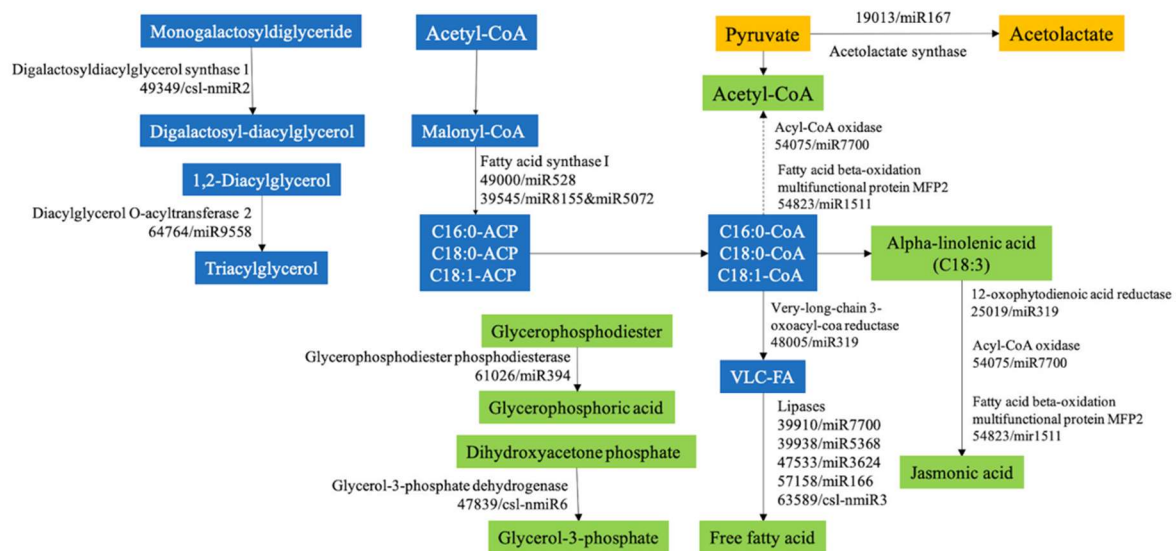 Monogalactosyldiglyceride
Digalactosyldiacylglycerol synthase 1
49349/csl-nmiR2
Digalactosyl-diacylglycerol
1,2-Diacylglycerol
Diacylglycerol O-acyltransferase 2
64764/miR9558
Triacylglycerol
Acetyl-CoA
Malonyl-CoA
Fatty acid synthase I
49000/miR528
39545/miR8155&miR5072
C16:0-ACP
C18:0-ACP
C18:1-ACP
Glycerophosphodiester
Glycerophosphodiester phosphodiesterase
61026/miR394
Glycerophosphoric acid
Dihydroxyacetone phosphate
Glycerol-3-phosphate dehydrogenase
47839/csl-nmiR6
Glycerol-3-phosphate
Pyruvate
19013/miR167
Acetolactate synthase
Acetolactate
Acetyl-CoA
Acyl-CoA oxidase
54075/miR7700
Fatty acid beta-oxidation
multifunctional protein MFP2
54823/miR1511
C16:0-CoA
C18:0-CoA
C18:1-CoA
Very-long-chain 3-
oxoacyl-coa reductase
48005/miR319
VLC-FA
Lipases
39910/miR7700
39938/miR5368
47533/miR3624
57158/miR166
63589/csl-nmiR3
Free fatty acid
Alpha-linolenic acid
(C18:3)
12-oxophytodienoic acid reductase
25019/miR319
Acyl-CoA oxidase
54075/miR7700
Fatty acid beta-oxidation
multifunctional protein MFP2
54823/mir1511
Jasmonic acid